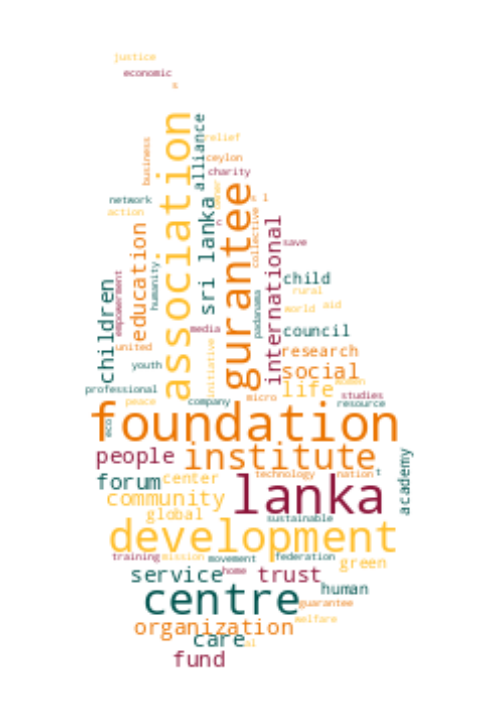 justice
economic
s
association
alliance
relief
business
ceylon
charity
gurantee
network
action
sri lanka
c
s l
collective
international
save
education
children
empowerment
humanity
padanama
child
rural
world aid
media
council
united
initiative
research
youth
social
professional
life
women
peace
company
micro
studies
resource
foundation
eco
people
institute
forum
center
technology
nation
t
academy
community
lanka
global
sustainable
development
training
mission
movement
federation
green
service
home
trust
human
centre
guarantee
organization
welfare
care
al
fund